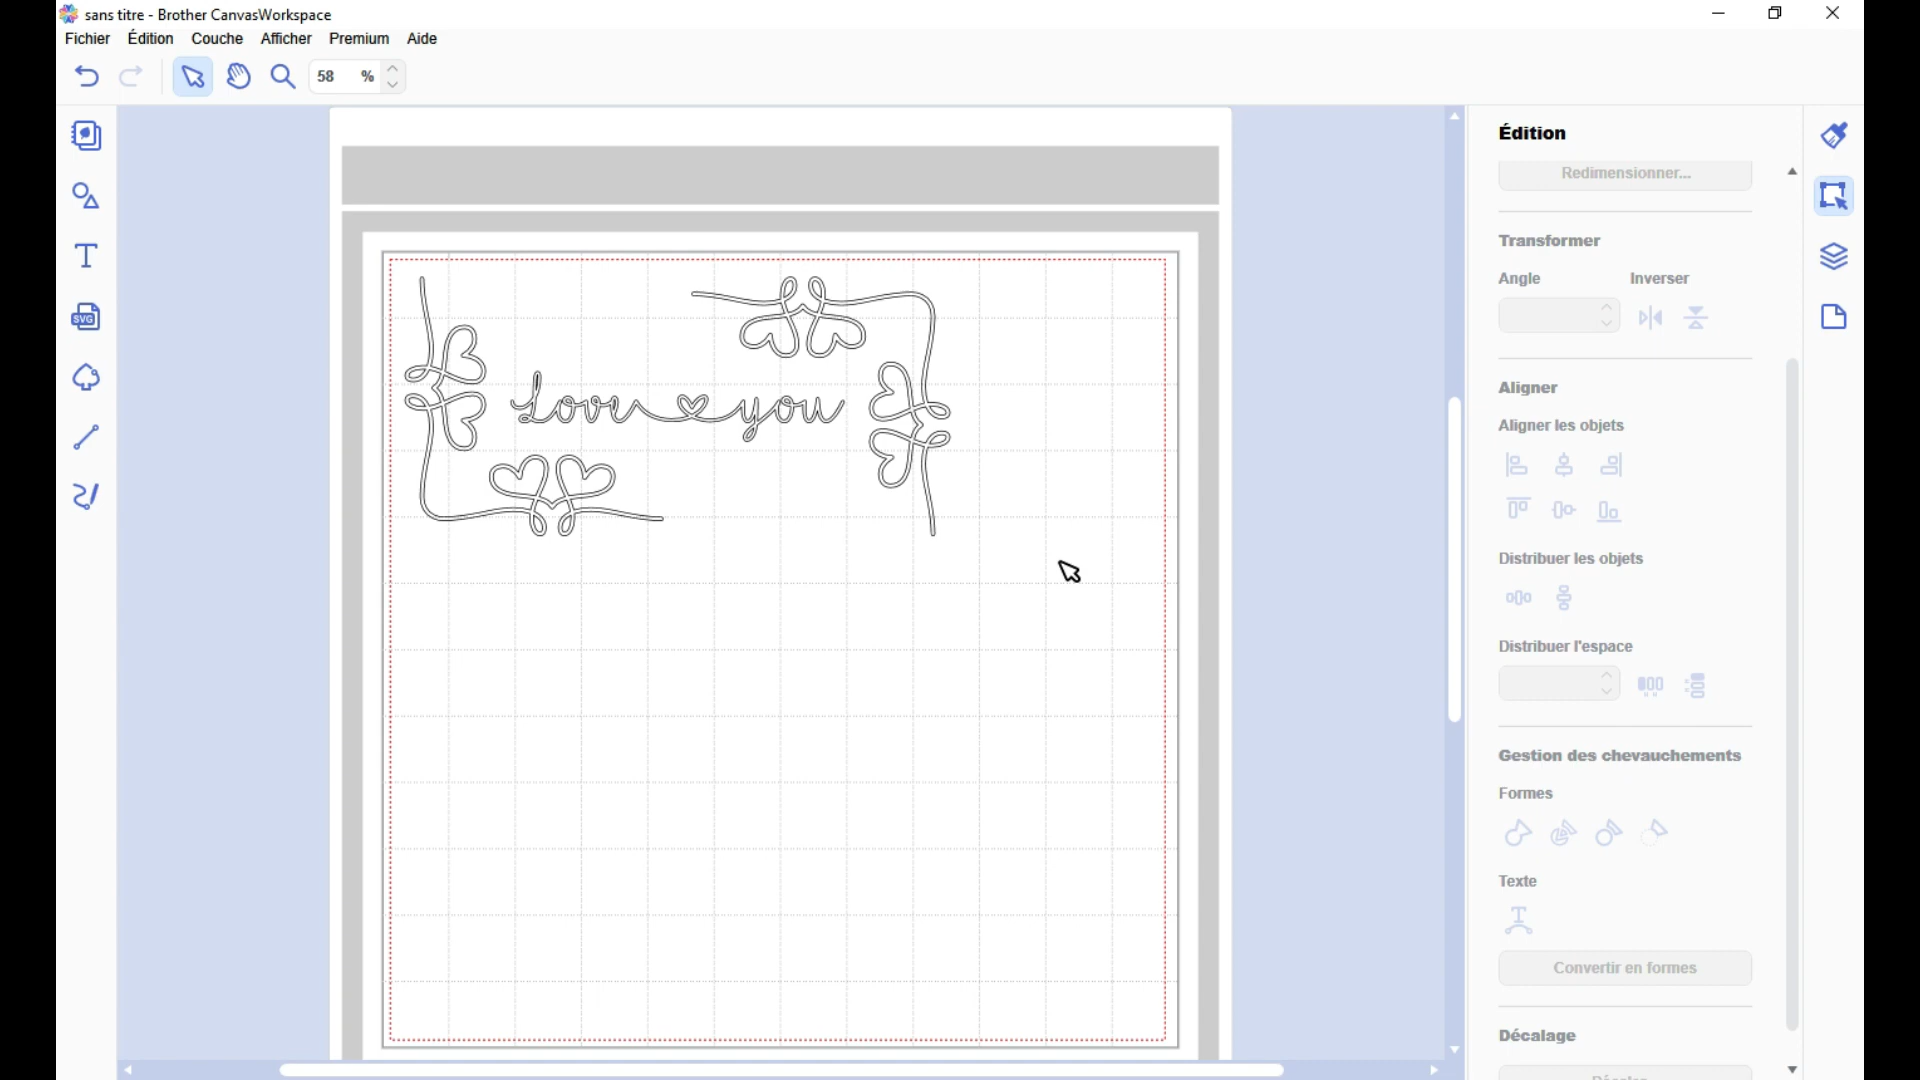 sans titre - Brother CanvasWorkspace
Fichier Édition Couche Afficher Premium Aide
58 %
SVG
Love you
Édition
Redimensionner...
Transformer
Angle Inverser
Aligner
Aligner les objets
Distribuer les objets
Distribuer l'espace
Gestion des chevauchements
Formes
Texte
Convertir en formes
Décalage